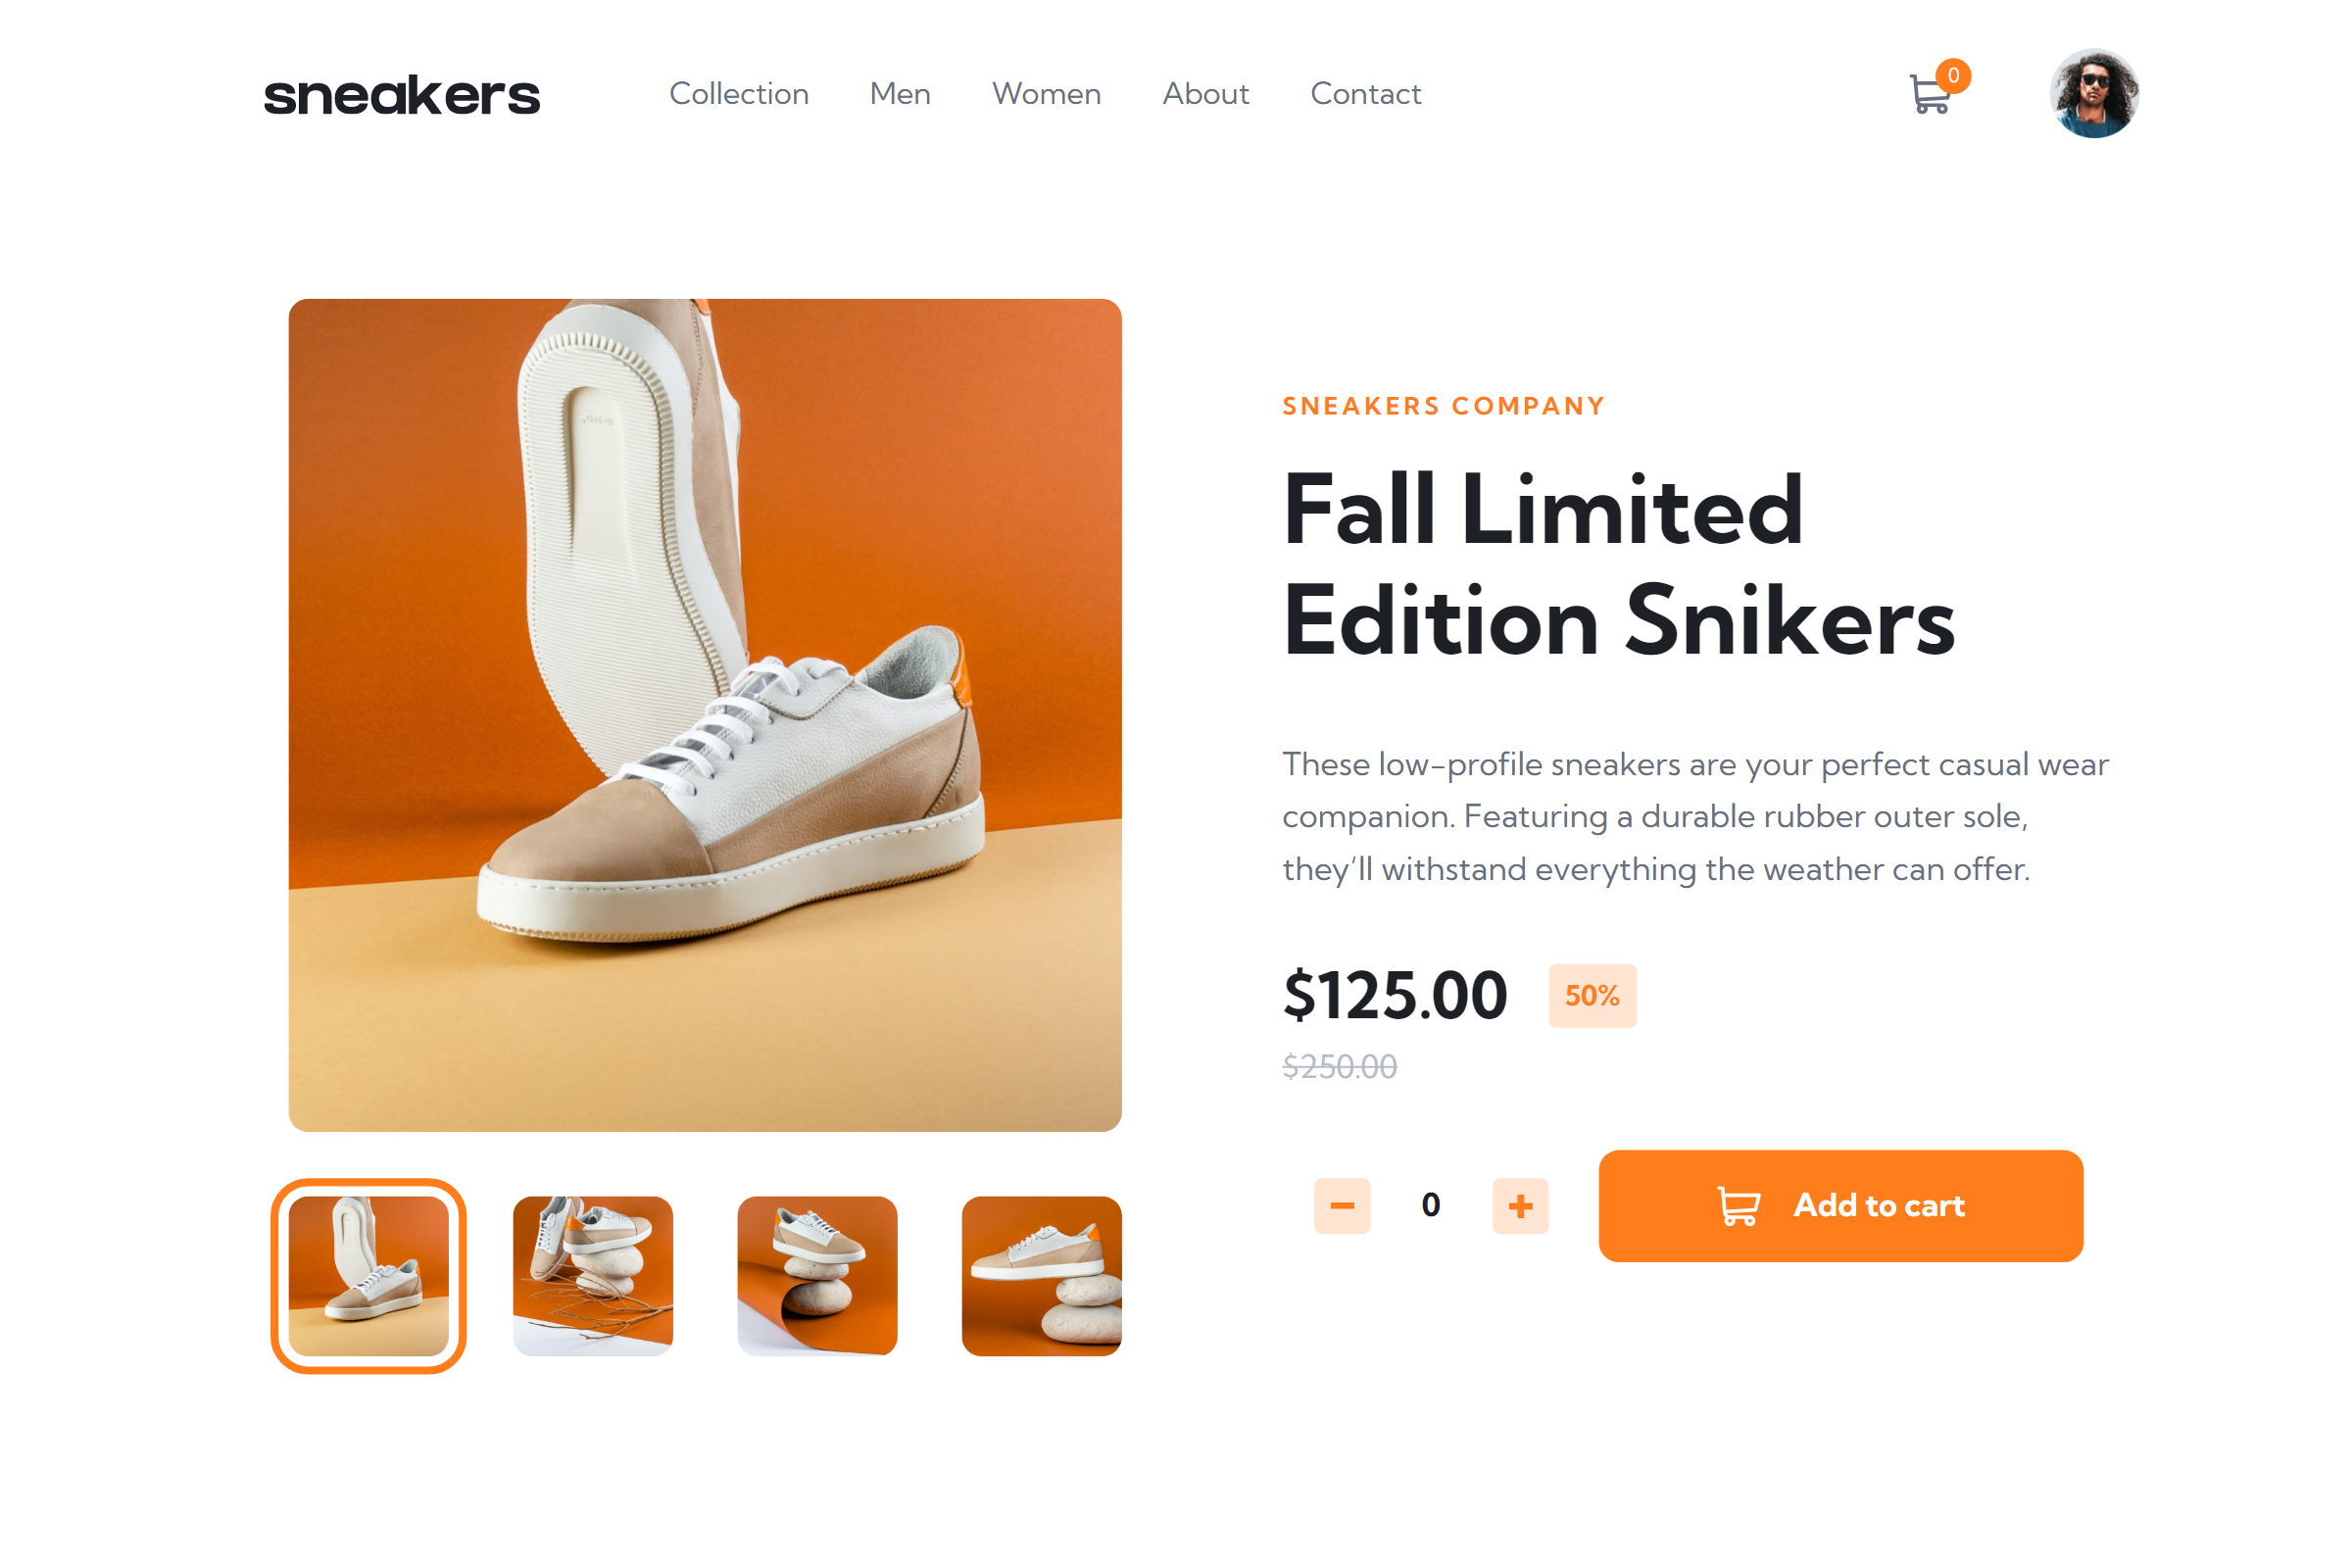 sneakers
Collection Men Women About Contact
0
SNEAKERS COMPANY
Fall Limited
Edition Snikers
These low-profile sneakers are your perfect casual wear
companion. Featuring a durable rubber outer sole,
they’ll withstand everything the weather can offer.
$125.00 50%
$250.00
0
Add to cart